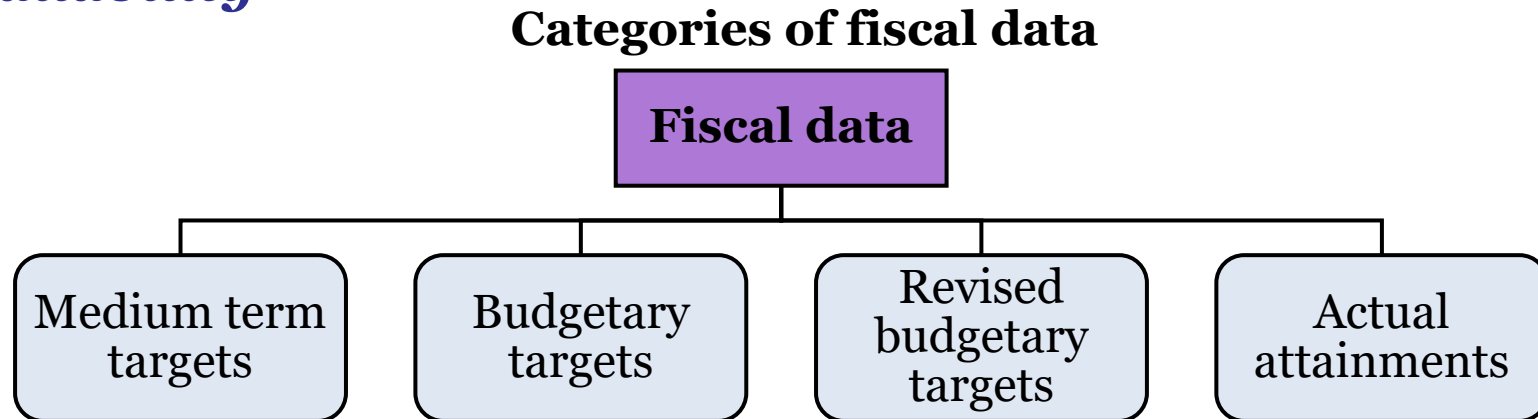 Categories of fiscal data
Fiscal data
Medium term
targets
Budgetary
targets
Revised
budgetary
targets
Actual
attainments